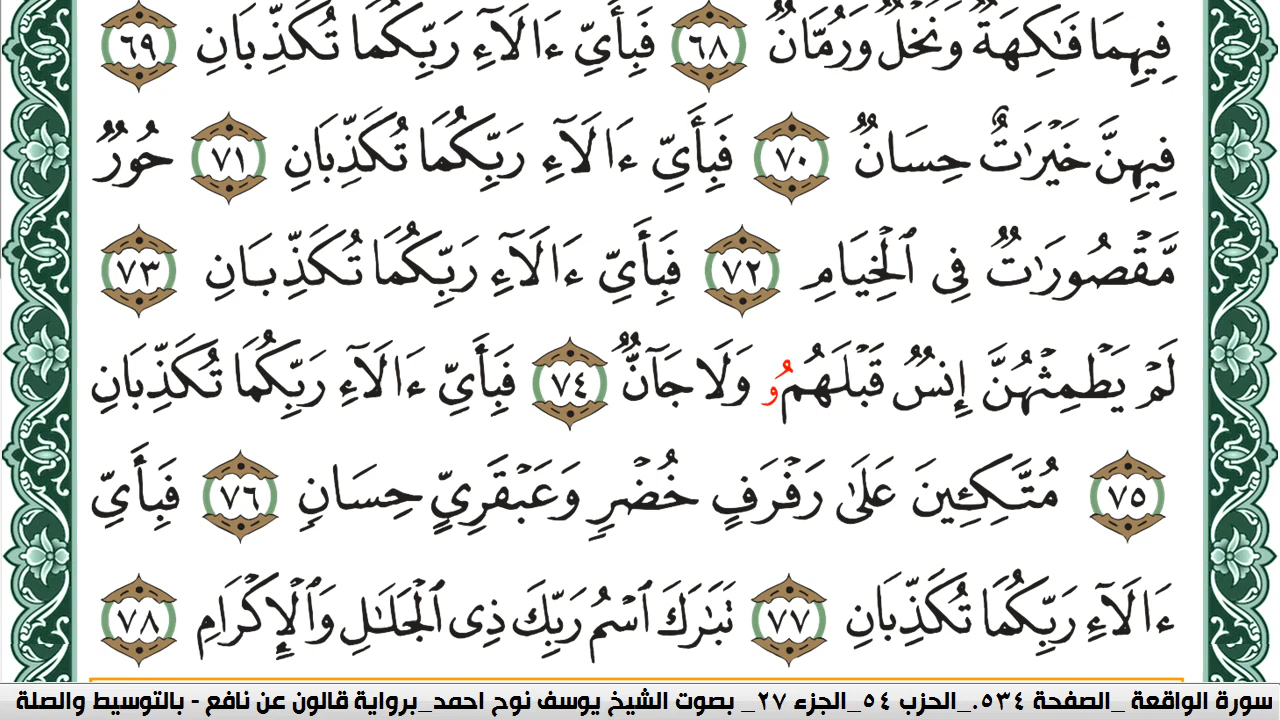 فِيهِمَا فَٰكِهَةٞ وَنَخۡلٞ وَرُمَّانٞ ٦٨ فَبِأَيِّ ءَالَآءِ رَبِّكُمَا تُكَذِّبَانِ ٦٩
فِيهِنَّ خَيۡرَٰتٌ حِسَانٞ ٧٠ فَبِأَيِّ ءَالَآءِ رَبِّكُمَا تُكَذِّبَانِ ٧١ حُورٞ
مَّقۡصُورَٰتٞ فِي ٱلۡخِيَامِ ٧٢ فَبِأَيِّ ءَالَآءِ رَبِّكُمَا تُكَذِّبَانِ ٧٣
لَمۡ يَطۡمِثۡهُنَّ إِنسٞ قَبۡلَهُمُۥ وَلَا جَآنّٞ ٧٤ فَبِأَيِّ ءَالَآءِ رَبِّكُمَا تُكَذِّبَانِ
٧٥ مُتَّكِـِٔينَ عَلَىٰ رَفۡرَفٍ خُضۡرٖ وَعَبۡقَرِيٍّ حِسَانٖ ٧٦ فَبِأَيِّ
ءَالَآءِ رَبِّكُمَا تُكَذِّبَانِ ٧٧ تَبَٰرَكَ ٱسۡمُ رَبِّكَ ذِي ٱلۡجَلَٰلِ وَٱلۡإِكۡرَامِ ٧٨
سورة الواقعة _الصفحة ٥٣٤._الحزب ٥٤_الجزء ٢٧_ بصوت الشيخ يوسف نوح احمد_برواية قالون عن نافع - بالتوسيط والصلة